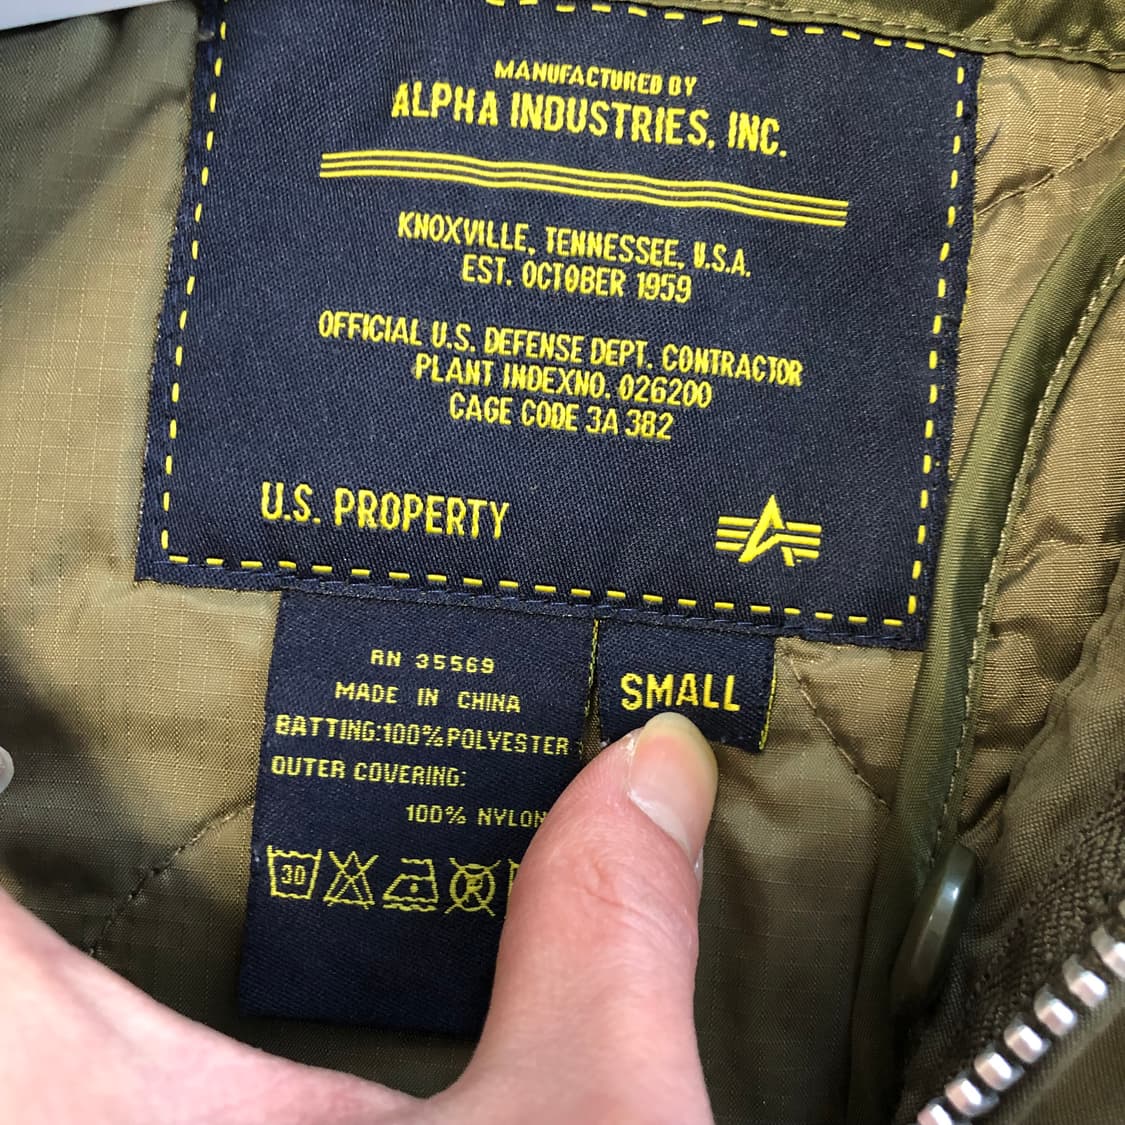 MANUFACTURED BY
ALPHA INDUSTRIES, INC.
KNOXVILLE, TENNESSEE, U.S.A.
EST. OCTOBER 1959
OFFICIAL U.S. DEFENSE DEPT. CONTRACTOR
PLANT INDEXNO. 026200
CAGE CODE 3A 382
U.S. PROPERTY
RN 35569
MADE IN CHINA
BATTING:100%POLYESTER
OUTER COVERING:
100% NYLON
30
P
SMALL